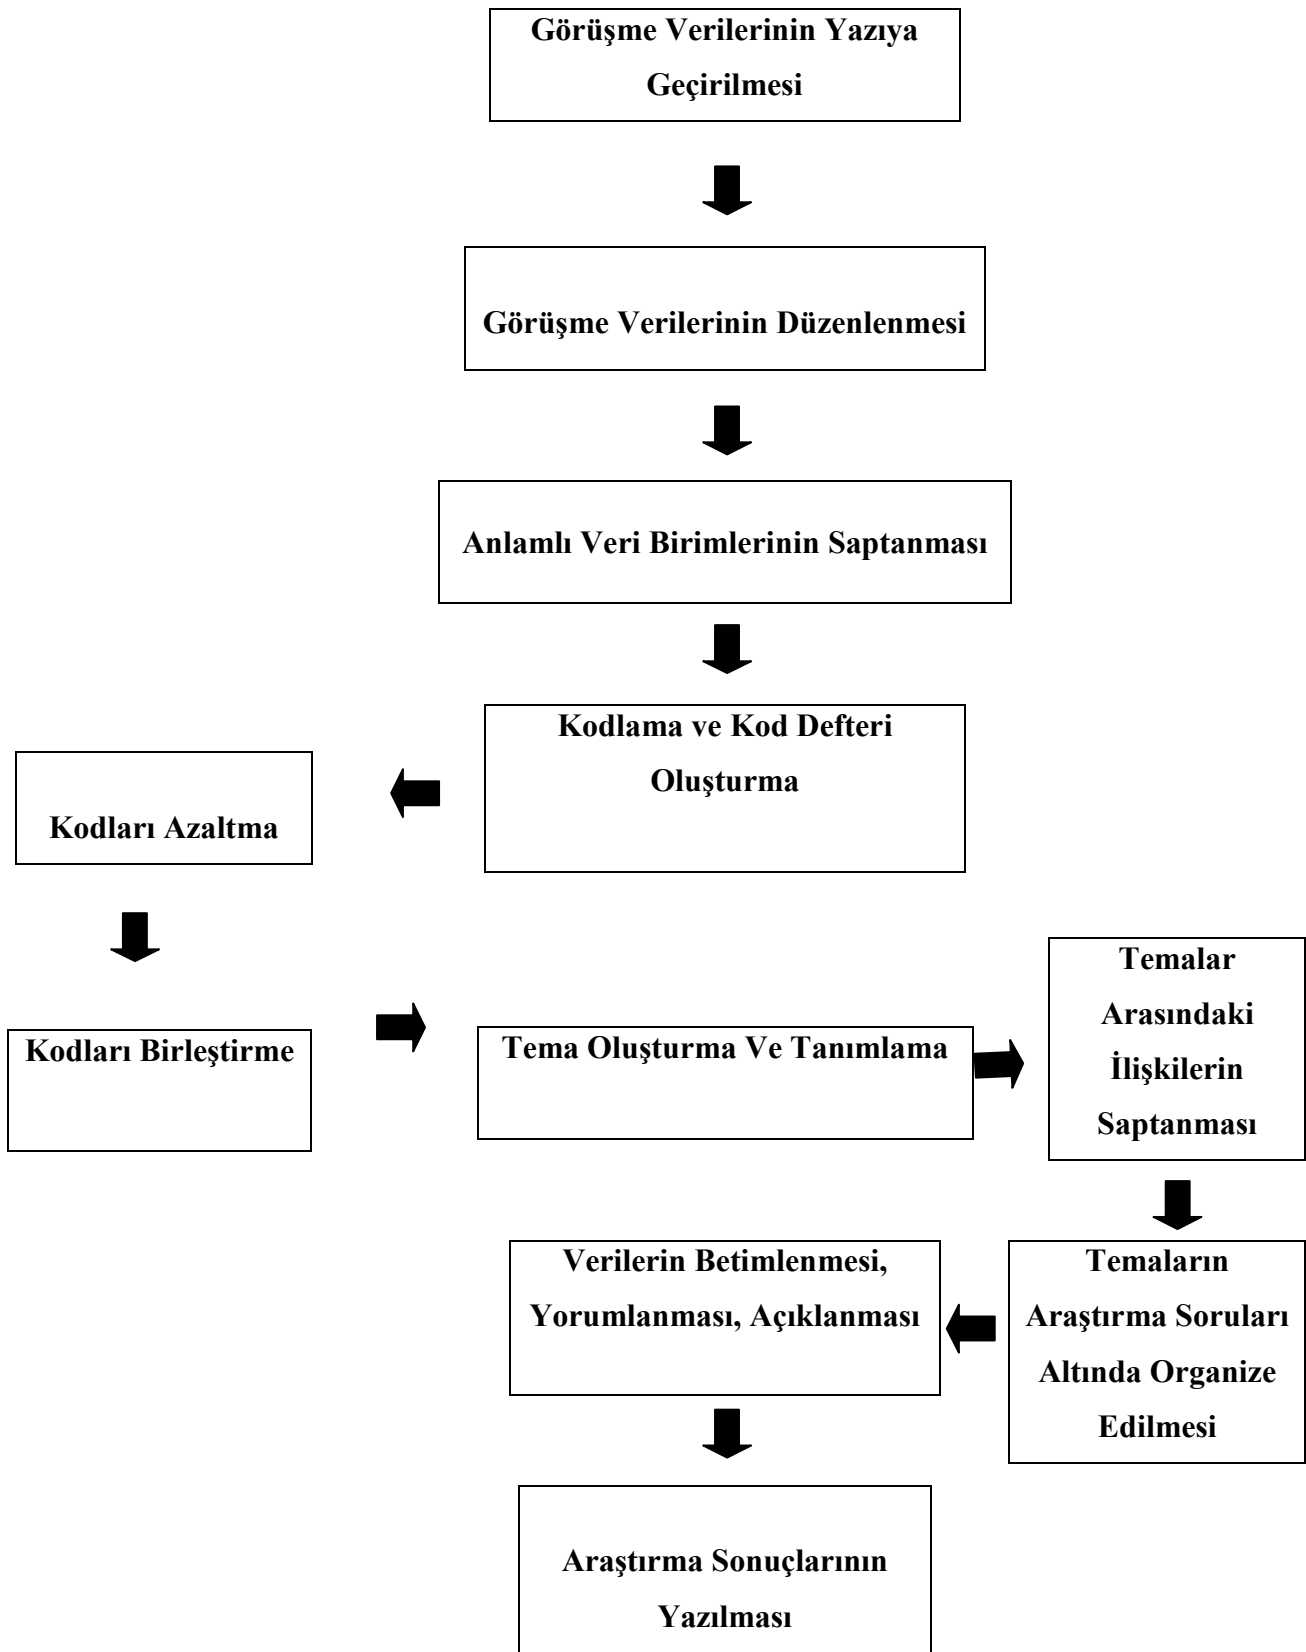 Görüşme Verilerinin Yazıya
Geçirilmesi
Görüşme Verilerinin Düzenlenmesi
Anlamlı Veri Birimlerinin Saptanması
Kodlama ve Kod Defteri
Oluşturma
Kodları Azaltma
Kodları Birleştirme
Tema Oluşturma Ve Tanımlama
Temalar
Arasındaki
İlişkilerin
Saptanması
Temaların
Araştırma Soruları
Altında Organize
Edilmesi
Verilerin Betimlenmesi,
Yorumlanması, Açıklanması
Araştırma Sonuçlarının
Yazılması